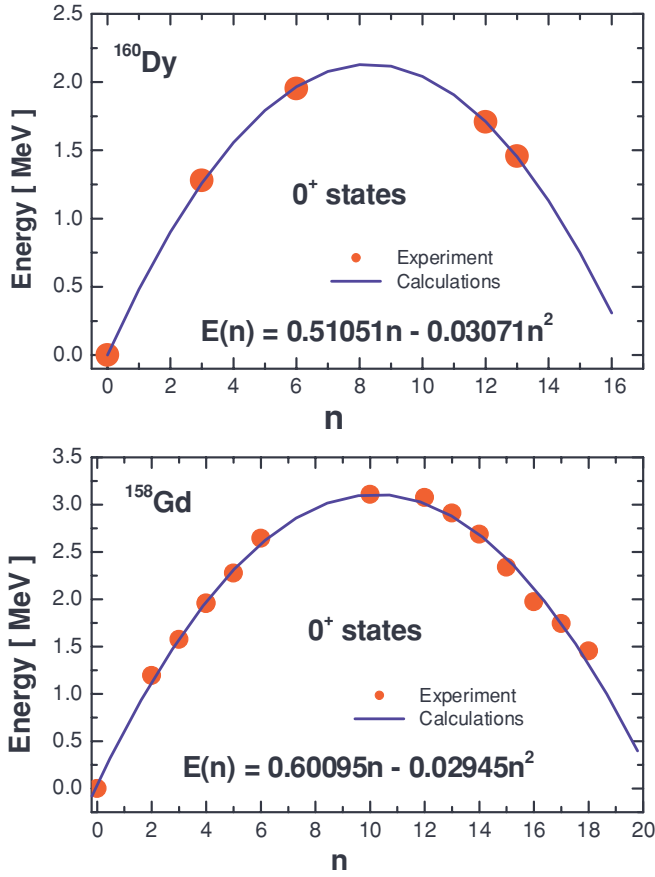 2.5
2.0
1.5
1.0
0.5
0.0
Energy [ MeV ]
¹⁶⁰Dy
0⁺ states
Experiment
Calculations
E(n) = 0.51051n - 0.03071n²
0 2 4 6 8 10 12 14 16
n
3.5
3.0
2.5
2.0
1.5
1.0
0.5
0.0
Energy [ MeV ]
¹⁵⁸Gd
0⁺ states
Experiment
Calculations
E(n) = 0.60095n - 0.02945n²
0 2 4 6 8 10 12 14 16 18 20
n